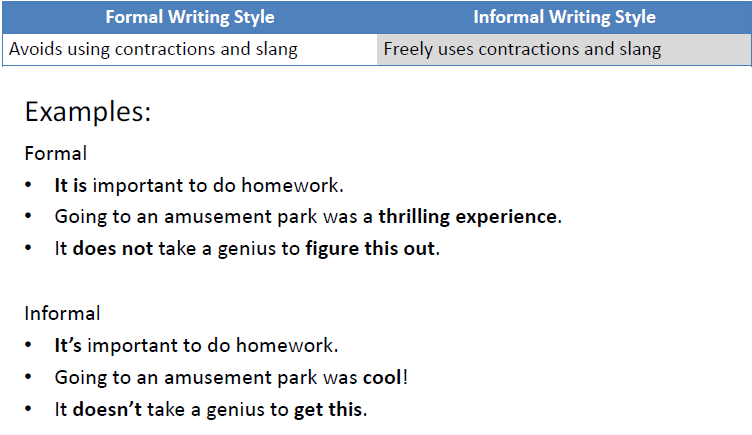 Formal Writing Style Informal Writing Style
Avoids using contractions and slang Freely uses contractions and slang
Examples:
Formal
• It is important to do homework.
• Going to an amusement park was a thrilling experience.
• It does not take a genius to figure this out.
Informal
• It’s important to do homework.
• Going to an amusement park was cool!
• It doesn’t take a genius to get this.